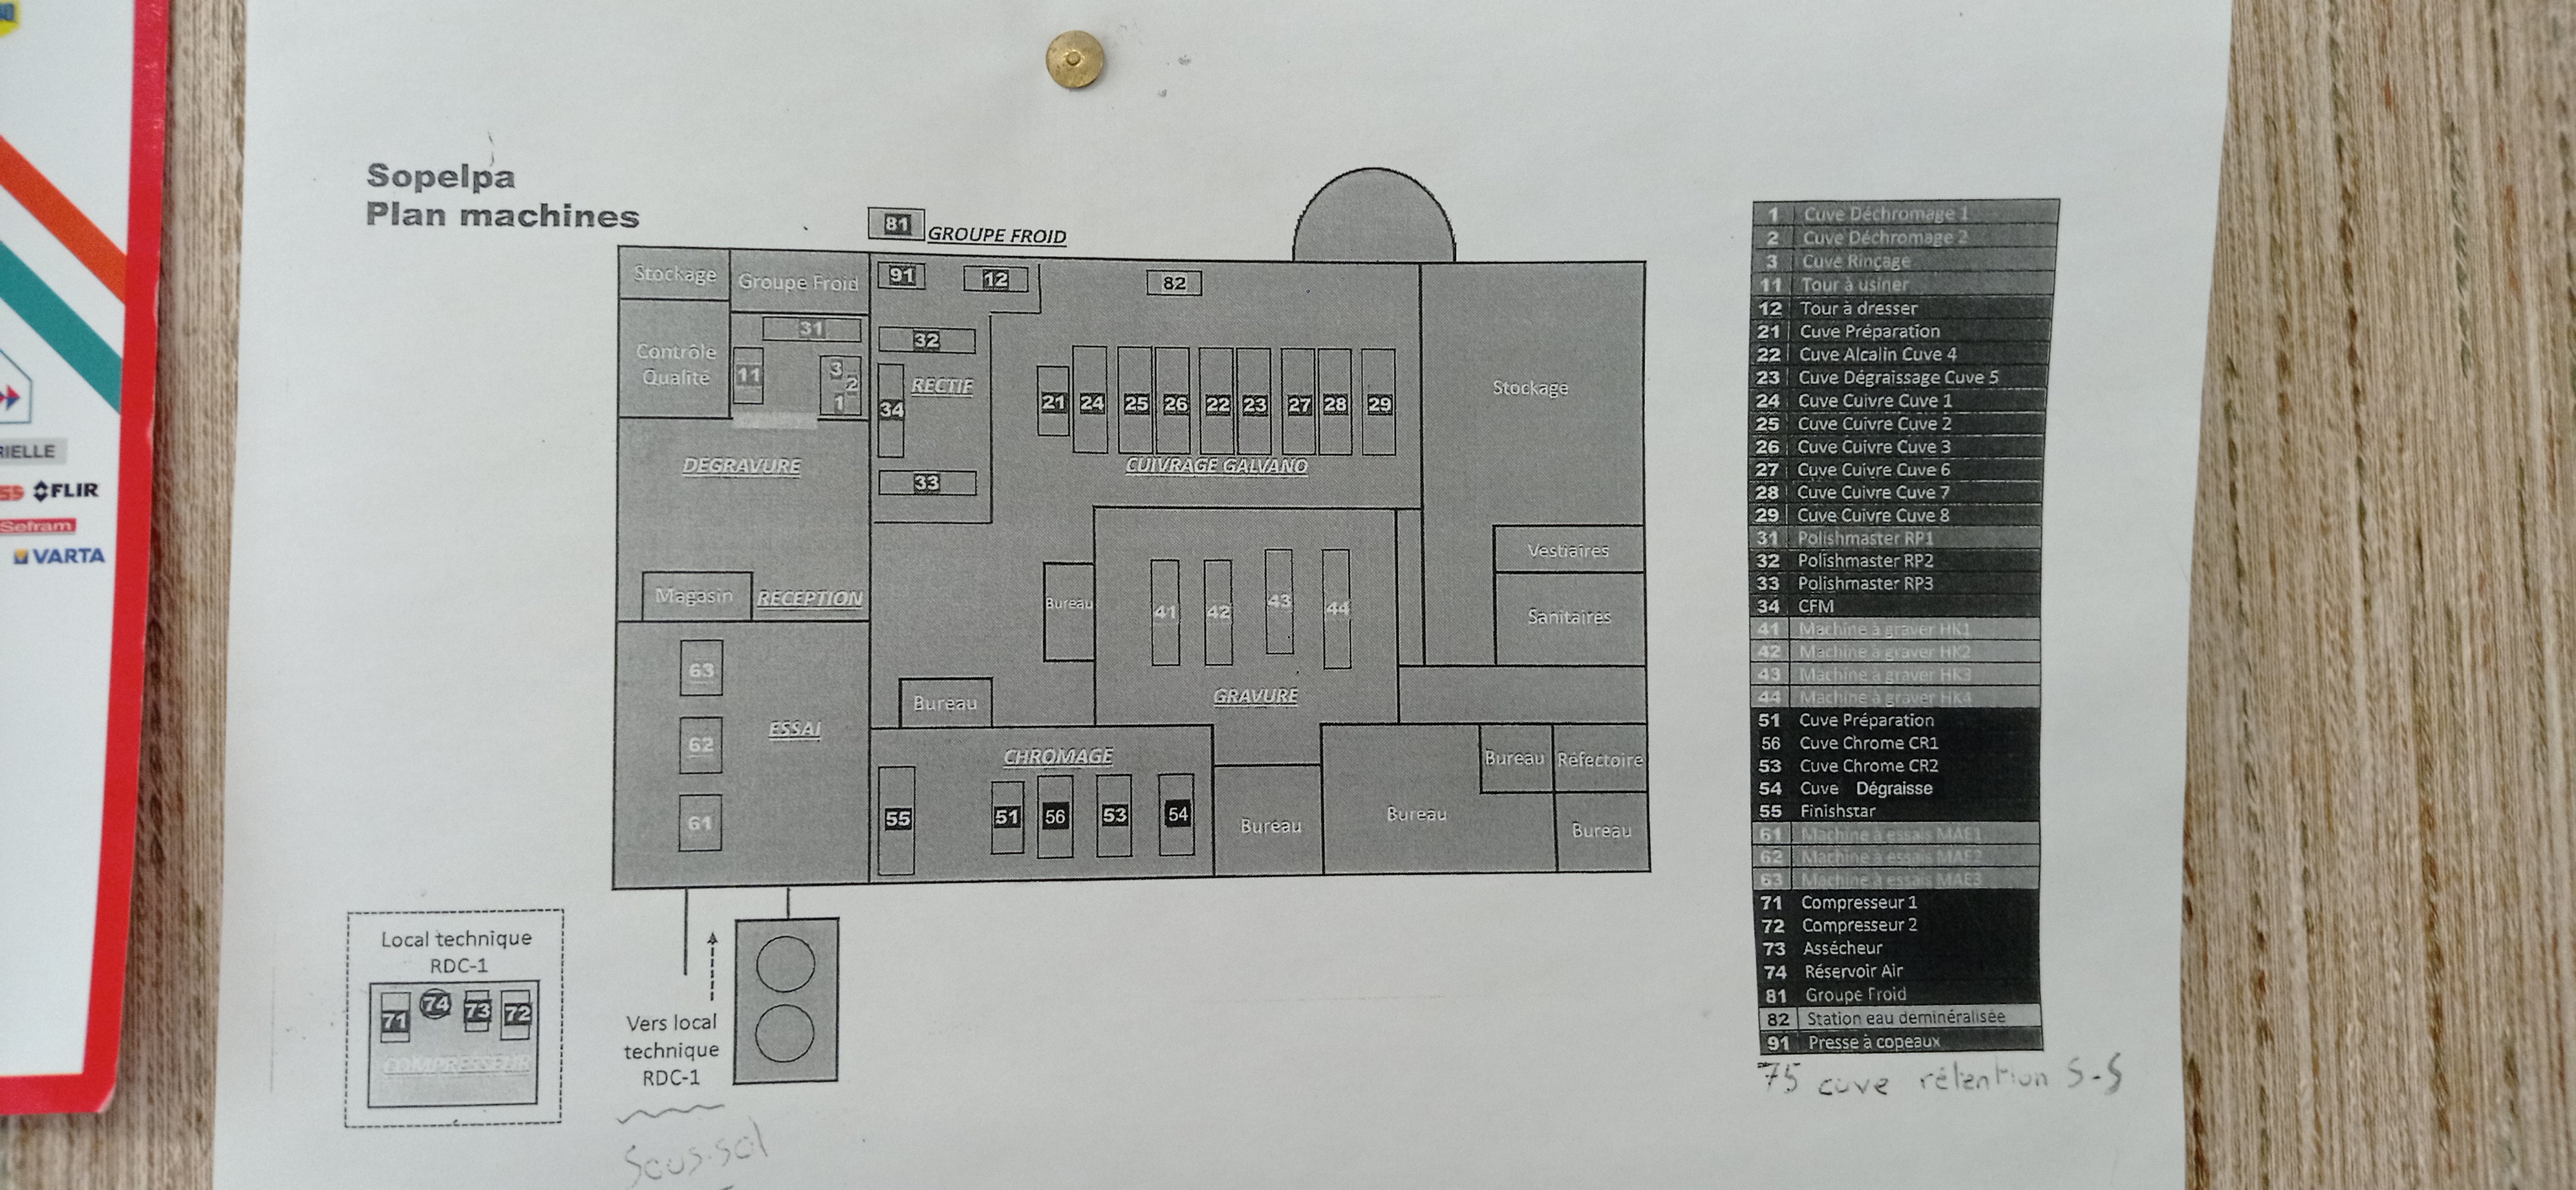 Sopelpa
Plan machines
81 GROUPE FROID
Stockage
Groupe Froid
91
12
82
31
Contrôle
Qualité
11
3
2
1
32
34
RECTIF
33
21 24 25 26 22 23 27 28 29
CUIVRAGE GALVANO
Stockage
DEGRAVURE
Vestiaires
Sanitaires
Magasin
RECEPTION
Bureau
41 42 43 44
GRAVURE
63
62
61
ESSAI
Bureau
CHROMAGE
55 51 56 53 54
Bureau
Bureau
Bureau
Réfectoire
Bureau
Local technique
RDC-1
71 74 73 72
COMPRESSEUR
Vers local
technique
RDC-1
Sous-sol
1 Cuve Déchromage 1
2 Cuve Déchromage 2
3 Cuve Rinçage
11 Tour à usiner
12 Tour à dresser
21 Cuve Préparation
22 Cuve Alcalin Cuve 4
23 Cuve Dégraissage Cuve 5
24 Cuve Cuivre Cuve 1
25 Cuve Cuivre Cuve 2
26 Cuve Cuivre Cuve 3
27 Cuve Cuivre Cuve 6
28 Cuve Cuivre Cuve 7
29 Cuve Cuivre Cuve 8
31 Polishmaster RP1
32 Polishmaster RP2
33 Polishmaster RP3
34 CFM
41 Machine à graver HK1
42 Machine à graver HK2
43 Machine à graver HK3
44 Machine à graver HK4
51 Cuve Préparation
56 Cuve Chrome CR1
53 Cuve Chrome CR2
54 Cuve Dégraisse
55 Finishstar
61 Machine à essais MAE1
62 Machine à essais MAE2
63 Machine à essais MAE3
71 Compresseur 1
72 Compresseur 2
73 Assécheur
74 Réservoir Air
81 Groupe Froid
82 Station eau déminéralisée
91 Presse à copeaux
75 cuve rétention S-S
RIELLE
FLIR
Sefram
VARTA